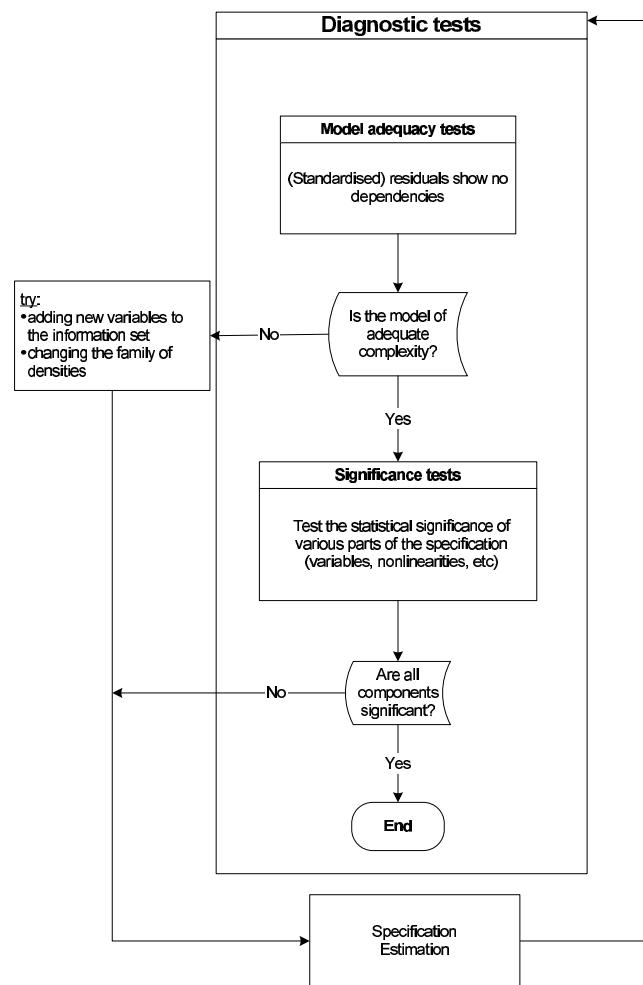 Diagnostic tests
Model adequacy tests
(Standardised) residuals show no
dependencies
try:
•adding new variables to
the information set
•changing the family of
densities
No
Is the model of
adequate
complexity?
Yes
Significance tests
Test the statistical significance of
various parts of the specification
(variables, nonlinearities, etc)
No
Are all
components
significant?
Yes
End
Specification
Estimation